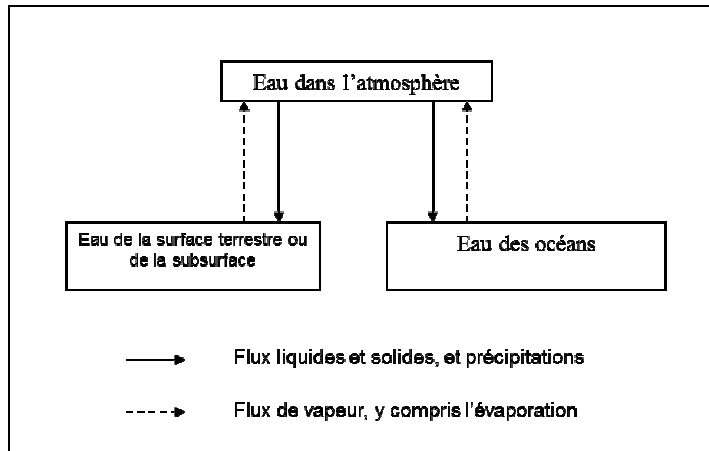 Eau dans l'atmosphère
Eau de la surface terrestre ou
de la subsurface
Eau des océans
Flux liquides et solides, et précipitations
Flux de vapeur, y compris l'évaporation